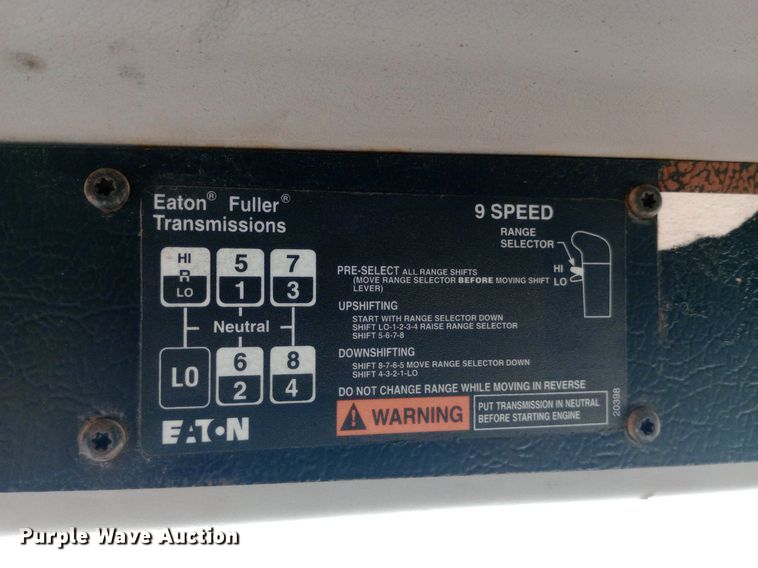 Eaton® Fuller®
Transmissions
9 SPEED
RANGE
SELECTOR
HI
LO
HI
R
LO
5
1
7
3
Neutral
LO
6
2
8
4
EATON
PRE-SELECT ALL RANGE SHIFTS
(MOVE RANGE SELECTOR BEFORE MOVING SHIFT
LEVER)
UPSHIFTING
START WITH RANGE SELECTOR DOWN
SHIFT LO-1-2-3-4 RAISE RANGE SELECTOR
SHIFT 5-6-7-8
DOWNSHIFTING
SHIFT 8-7-6-5 MOVE RANGE SELECTOR DOWN
SHIFT 4-3-2-1-LO
DO NOT CHANGE RANGE WHILE MOVING IN REVERSE
WARNING
PUT TRANSMISSION IN NEUTRAL
BEFORE STARTING ENGINE
20398
Purple Wave Auction